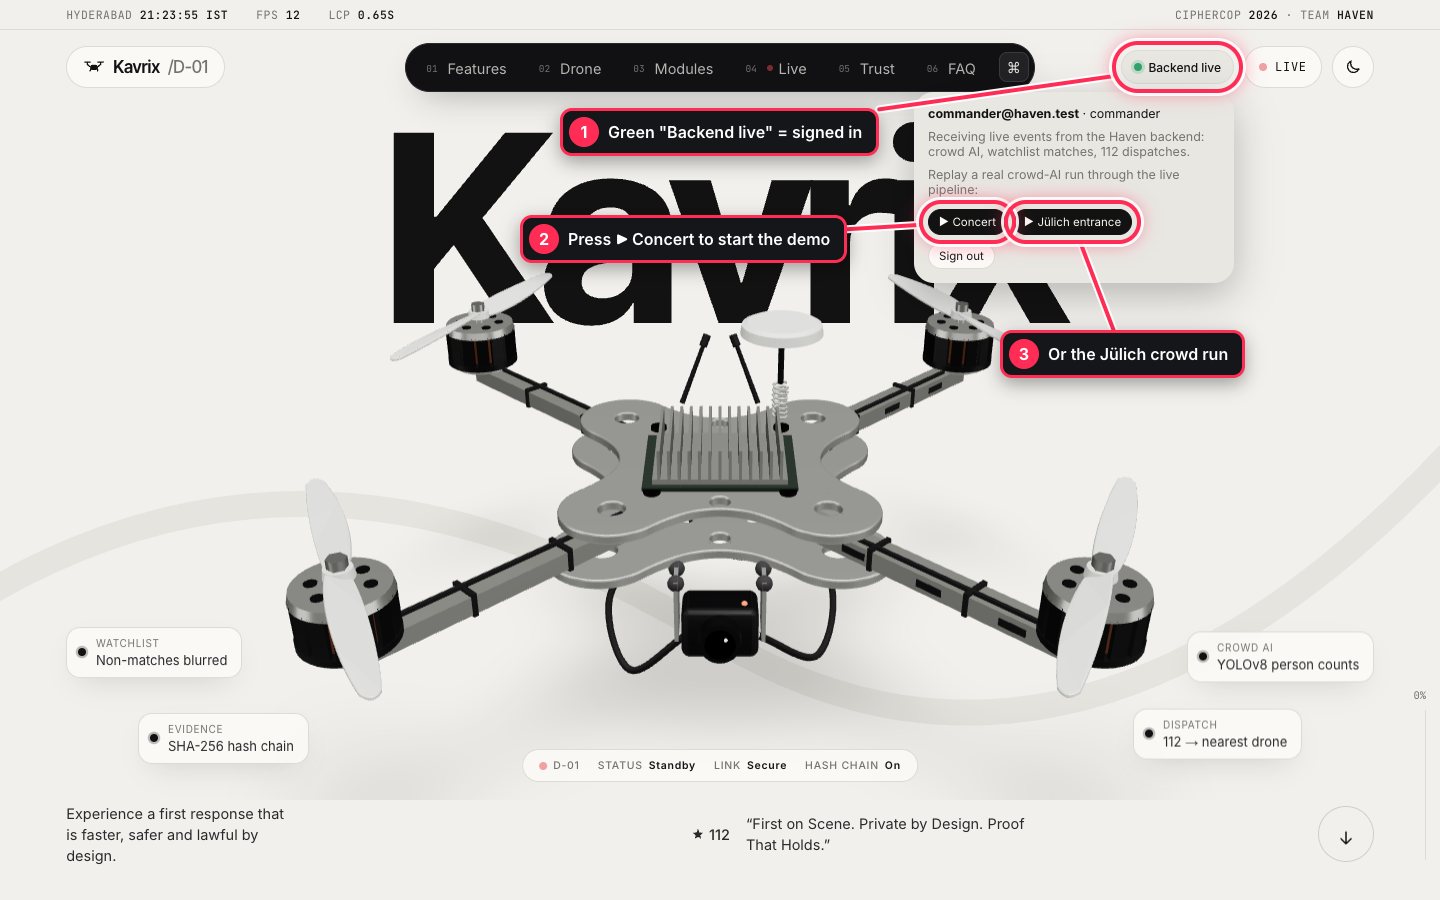 HYDERABAD 21:23:55 IST FPS 12 LCP 0.65S
CIPHERCOP 2026 · TEAM HAVEN
Kavrix /D-01
01 Features 02 Drone 03 Modules 04 Live 05 Trust 06 FAQ ⌘
Backend live
LIVE
Kavrix
1 Green "Backend live" = signed in
commander@haven.test · commander
Receiving live events from the Haven backend:
crowd AI, watchlist matches, 112 dispatches.
Replay a real crowd-AI run through the live
pipeline:
▶ Concert ▶ Jülich entrance
Sign out
2 Press ▶ Concert to start the demo
3 Or the Jülich crowd run
WATCHLIST
Non-matches blurred
EVIDENCE
SHA-256 hash chain
CROWD AI
YOLOv8 person counts
0%
DISPATCH
112 → nearest drone
D-01 STATUS Standby LINK Secure HASH CHAIN On
Experience a first response that
is faster, safer and lawful by
design.
★ 112
“First on Scene. Private by Design. Proof
That Holds.”